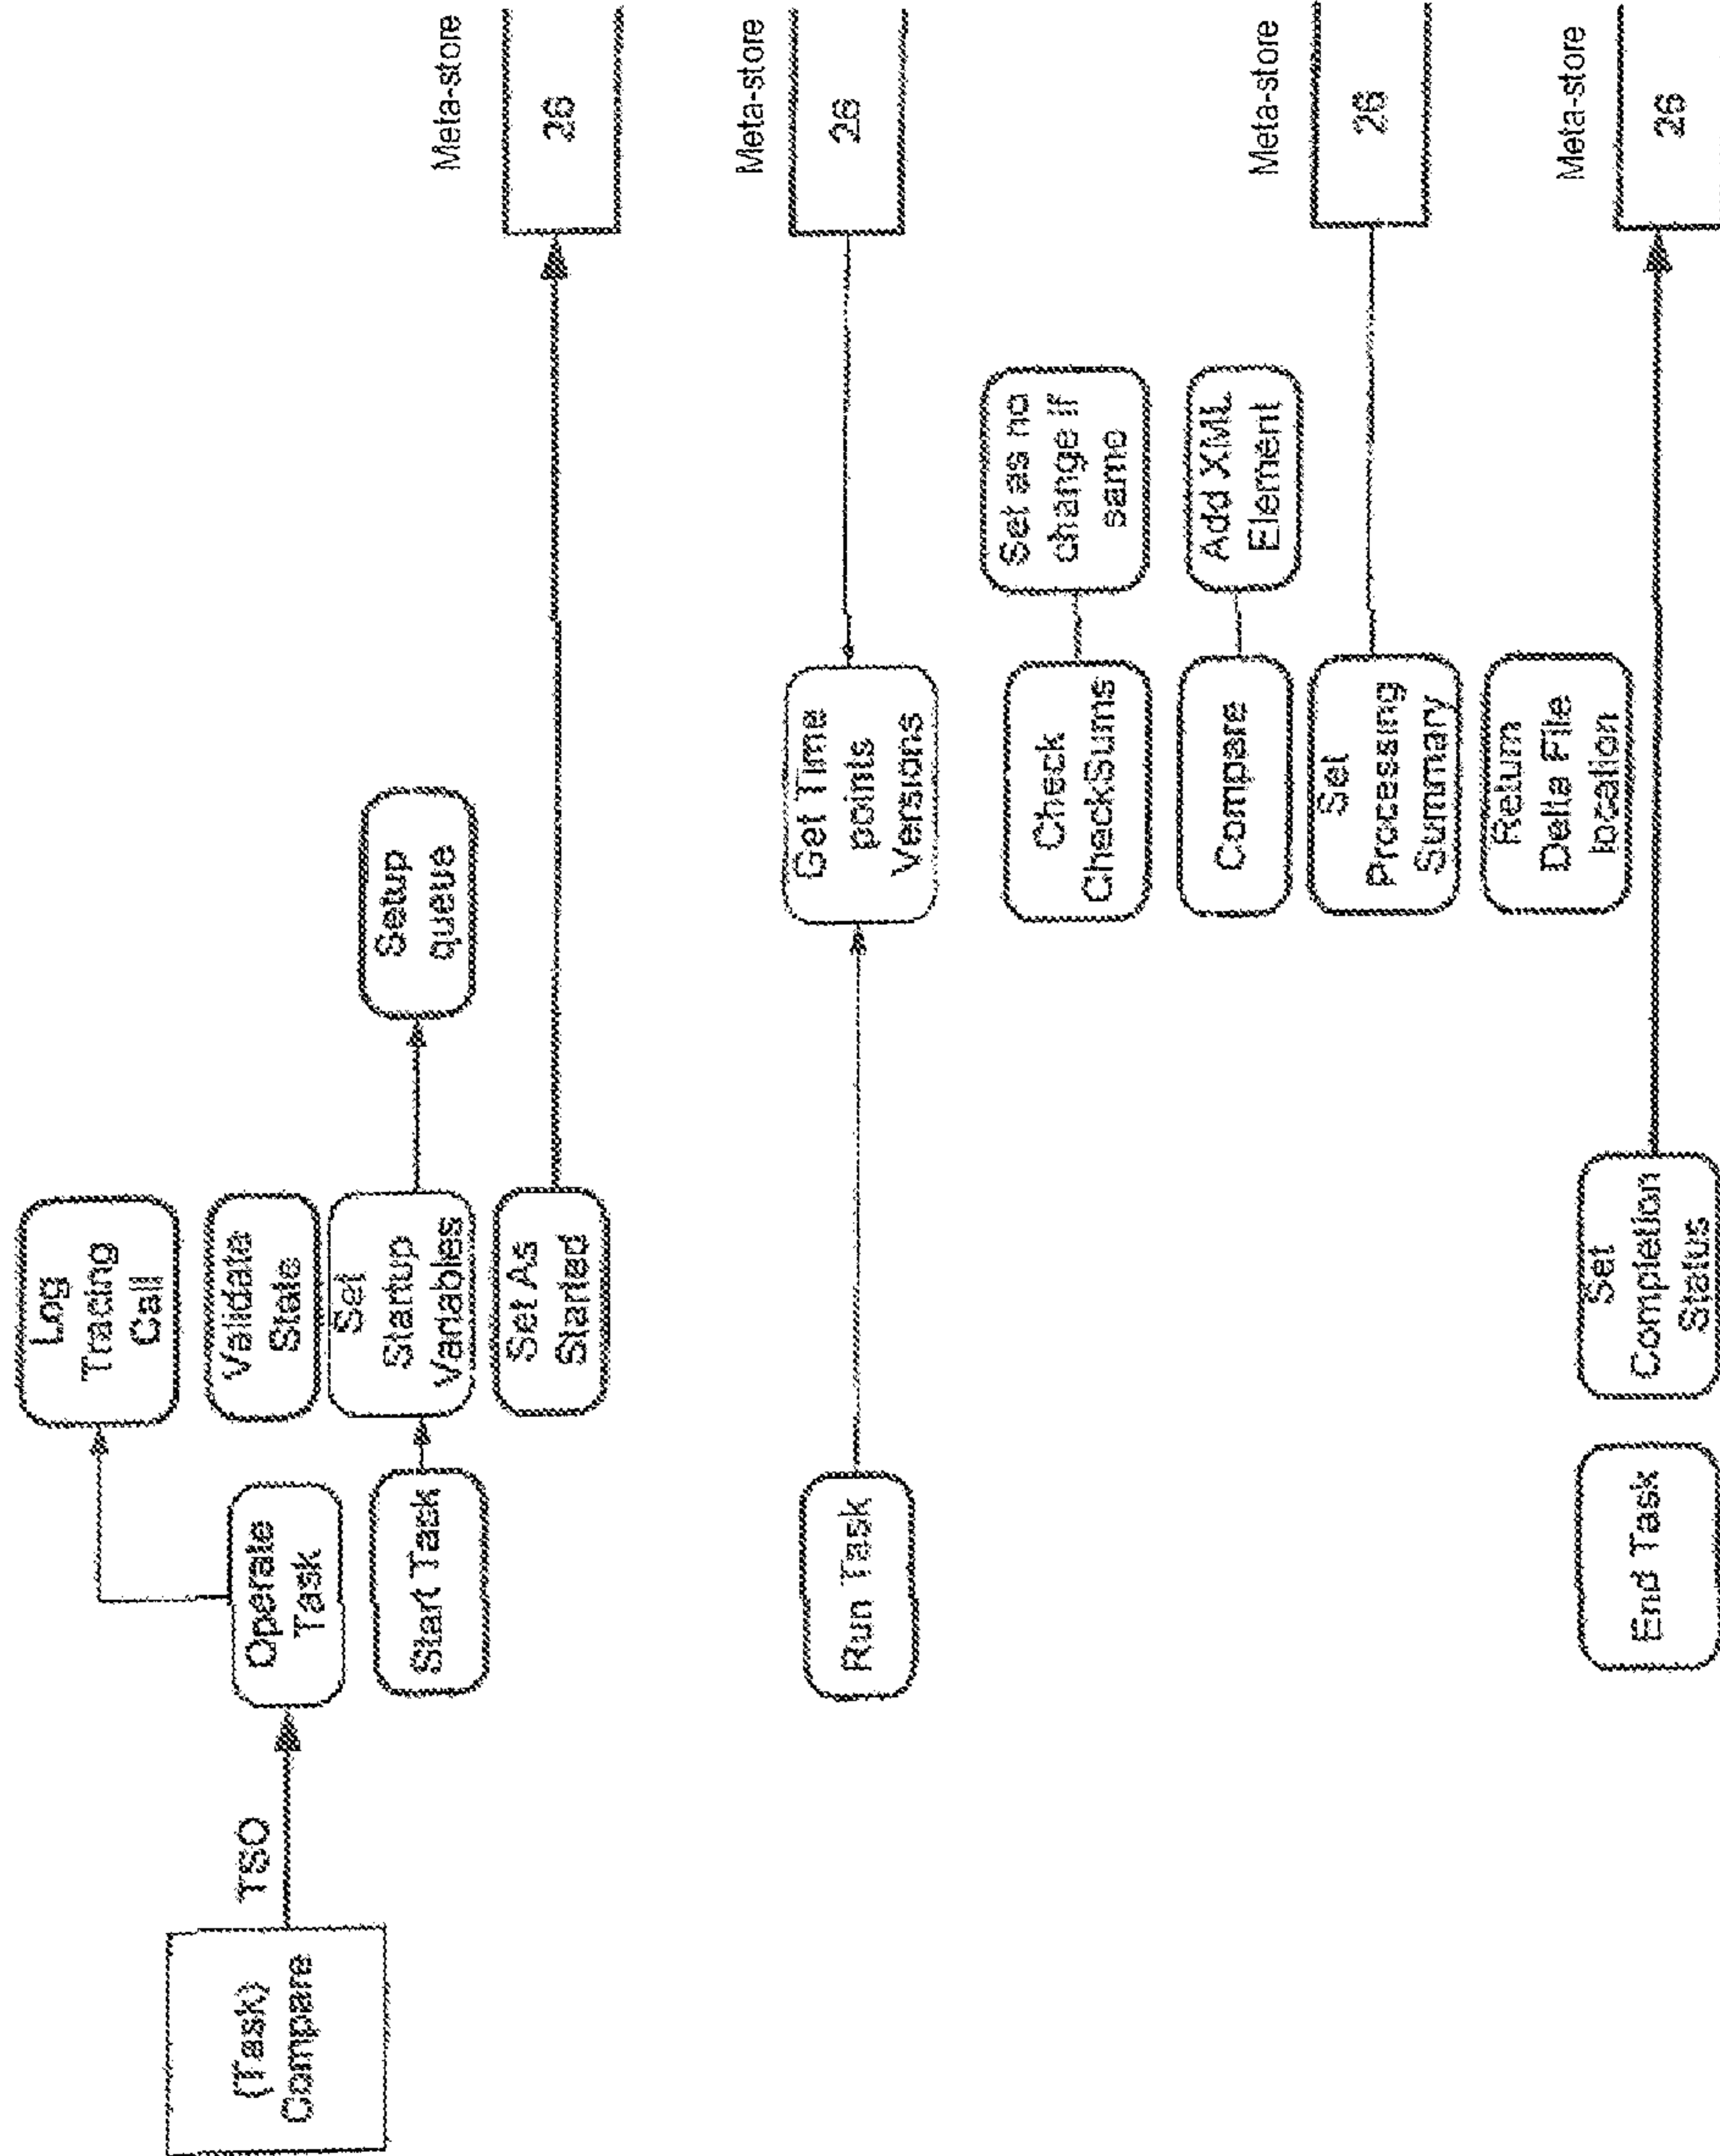 (Task)
Compare
TSO
Operate
Task
Log
Tracing
Call
Validate
State
Start Task
Set
Startup
Variables
Setup
queue
Set As
Started
Meta-store
26
Run Task
Get Time
points
Versions
Meta-store
26
Check
CheckSums
Set as no
change if
same
Compare
Add XML
Element
Set
Processing
Summary
Meta-store
26
Return
Delta File
location
End Task
Set
Completion
Status
Meta-store
26